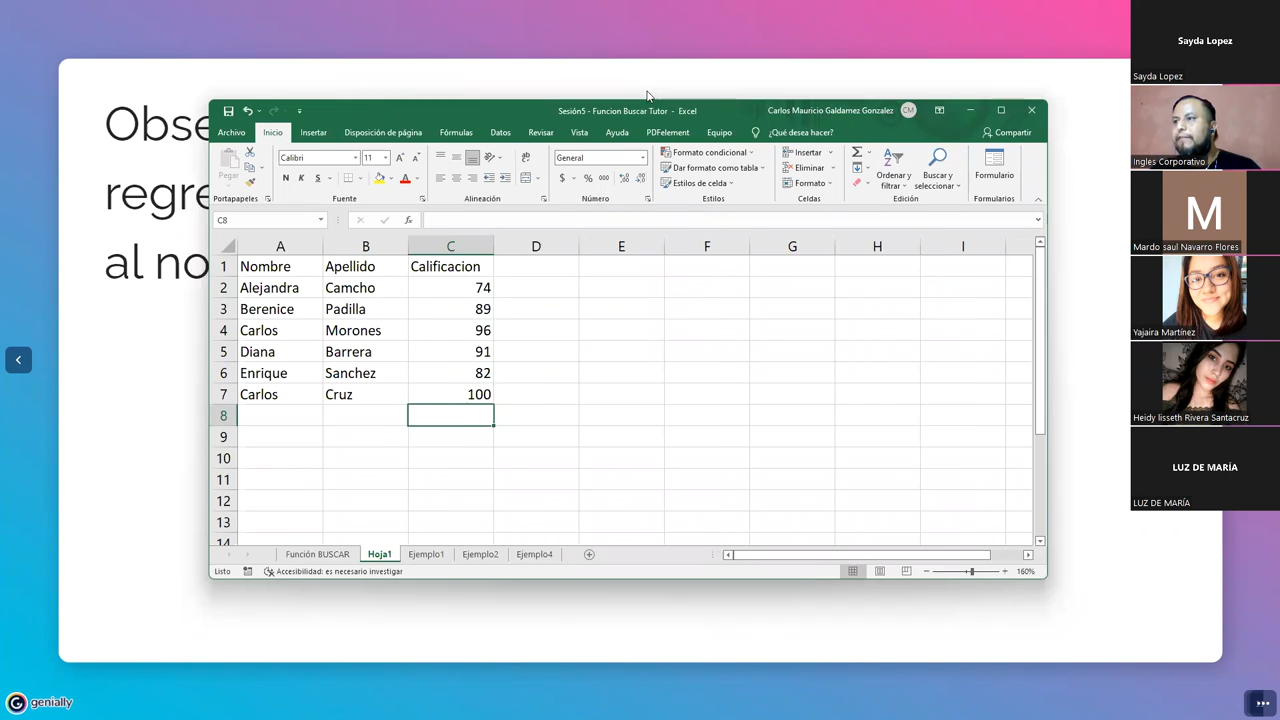 Obse
regre
al no
Sesión5 - Funcion Buscar Tutor - Excel
Carlos Mauricio Galdamez Gonzalez CM
Archivo Inicio Insertar Disposición de página Fórmulas Datos Revisar Vista Ayuda PDFelement Equipo ¿Qué desea hacer? Compartir
Pegar
Calibri 11
N K S
General
$ % 
Formato condicional
Dar formato como tabla
Estilos de celda
Insertar
Eliminar
Formato
Ordenar y filtrar
Buscar y seleccionar
Formulario
Portapapeles Fuente Alineación Número Estilos Celdas Edición Formularios
C8 fx
A B C D E F G H I
1 Nombre Apellido Calificacion
2 Alejandra Camcho 74
3 Berenice Padilla 89
4 Carlos Morones 96
5 Diana Barrera 91
6 Enrique Sanchez 82
7 Carlos Cruz 100
8
9
10
11
12
13
14
Función BUSCAR Hoja1 Ejemplo1 Ejemplo2 Ejemplo4
Listo Accesibilidad: es necesario investigar 160%
genially
Sayda Lopez
Sayda Lopez
Ingles Corporativo
M
Mardo saul Navarro Flores
Yajaira Martínez
Heidy lisseth Rivera Santacruz
LUZ DE MARÍA
LUZ DE MARÍA